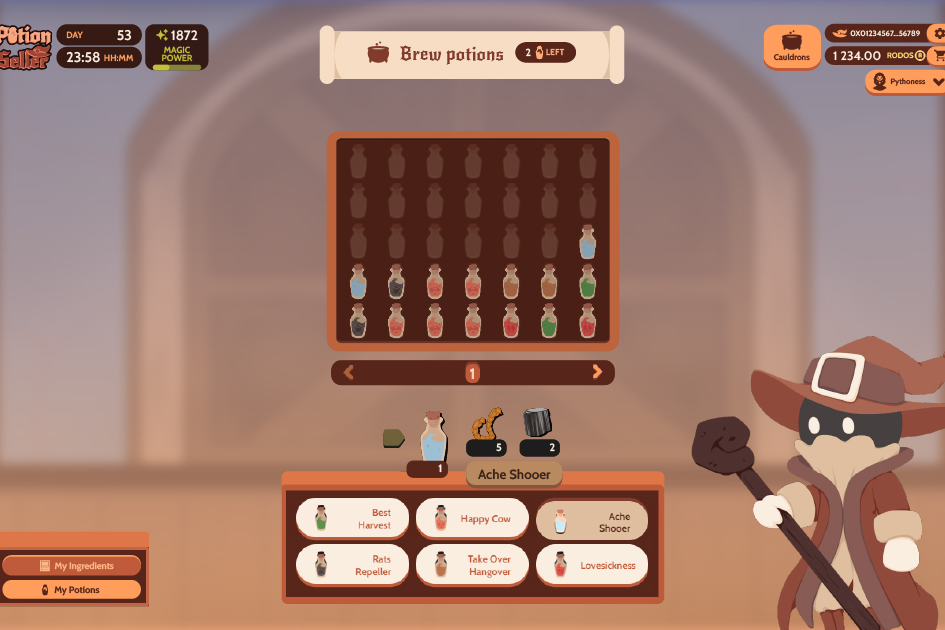 Potion
Seller
DAY 53
23:58 HH:MM
1872
MAGIC
POWER
Brew potions
2 LEFT
Cauldrons
0X01234567...56789
1 234.00 RODOS
Pythoness
1
5
2
1
Ache Shooer
Best
Harvest
Happy Cow
Ache
Shooer
Rats
Repeller
Take Over
Hangover
Lovesickness
My Ingredients
My Potions